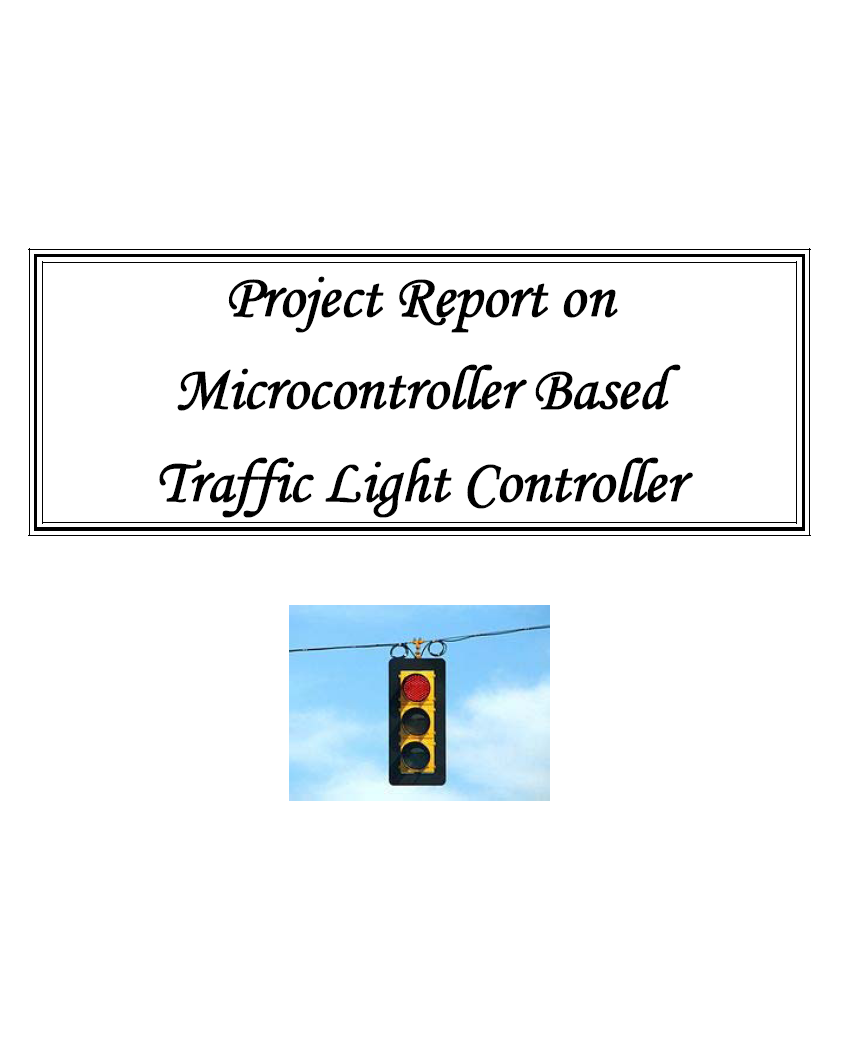 Project Report on
Microcontroller Based
Traffic Light Controller